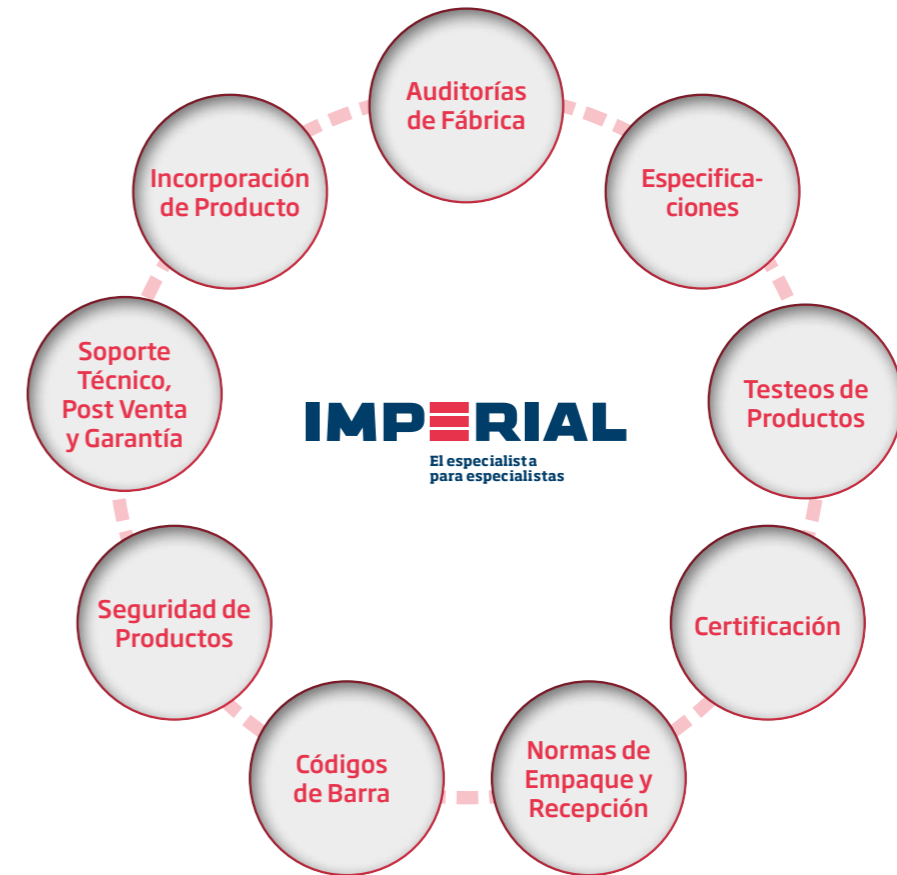 Auditorías
de Fábrica
Especifica-
ciones
Testeos de
Productos
Certificación
Normas de
Empaque y
Recepción
Códigos
de Barra
Seguridad de
Productos
Soporte
Técnico,
Post Venta
y Garantía
Incorporación
de Producto
IMPERIAL
El especialista
para especialistas